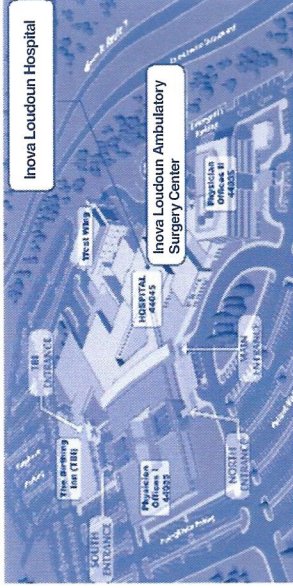 Inova Loudoun Hospital
Inova Loudoun Ambulatory
Surgery Center
West Wing
HOSPITAL
44045
Physician
Offices II
44035
TBI
ENTRANCE
The Birthing
Inn (TBI)
SOUTH
ENTRANCE
Physician
Offices I
44055
NORTH
ENTRANCE
MAIN
ENTRANCE